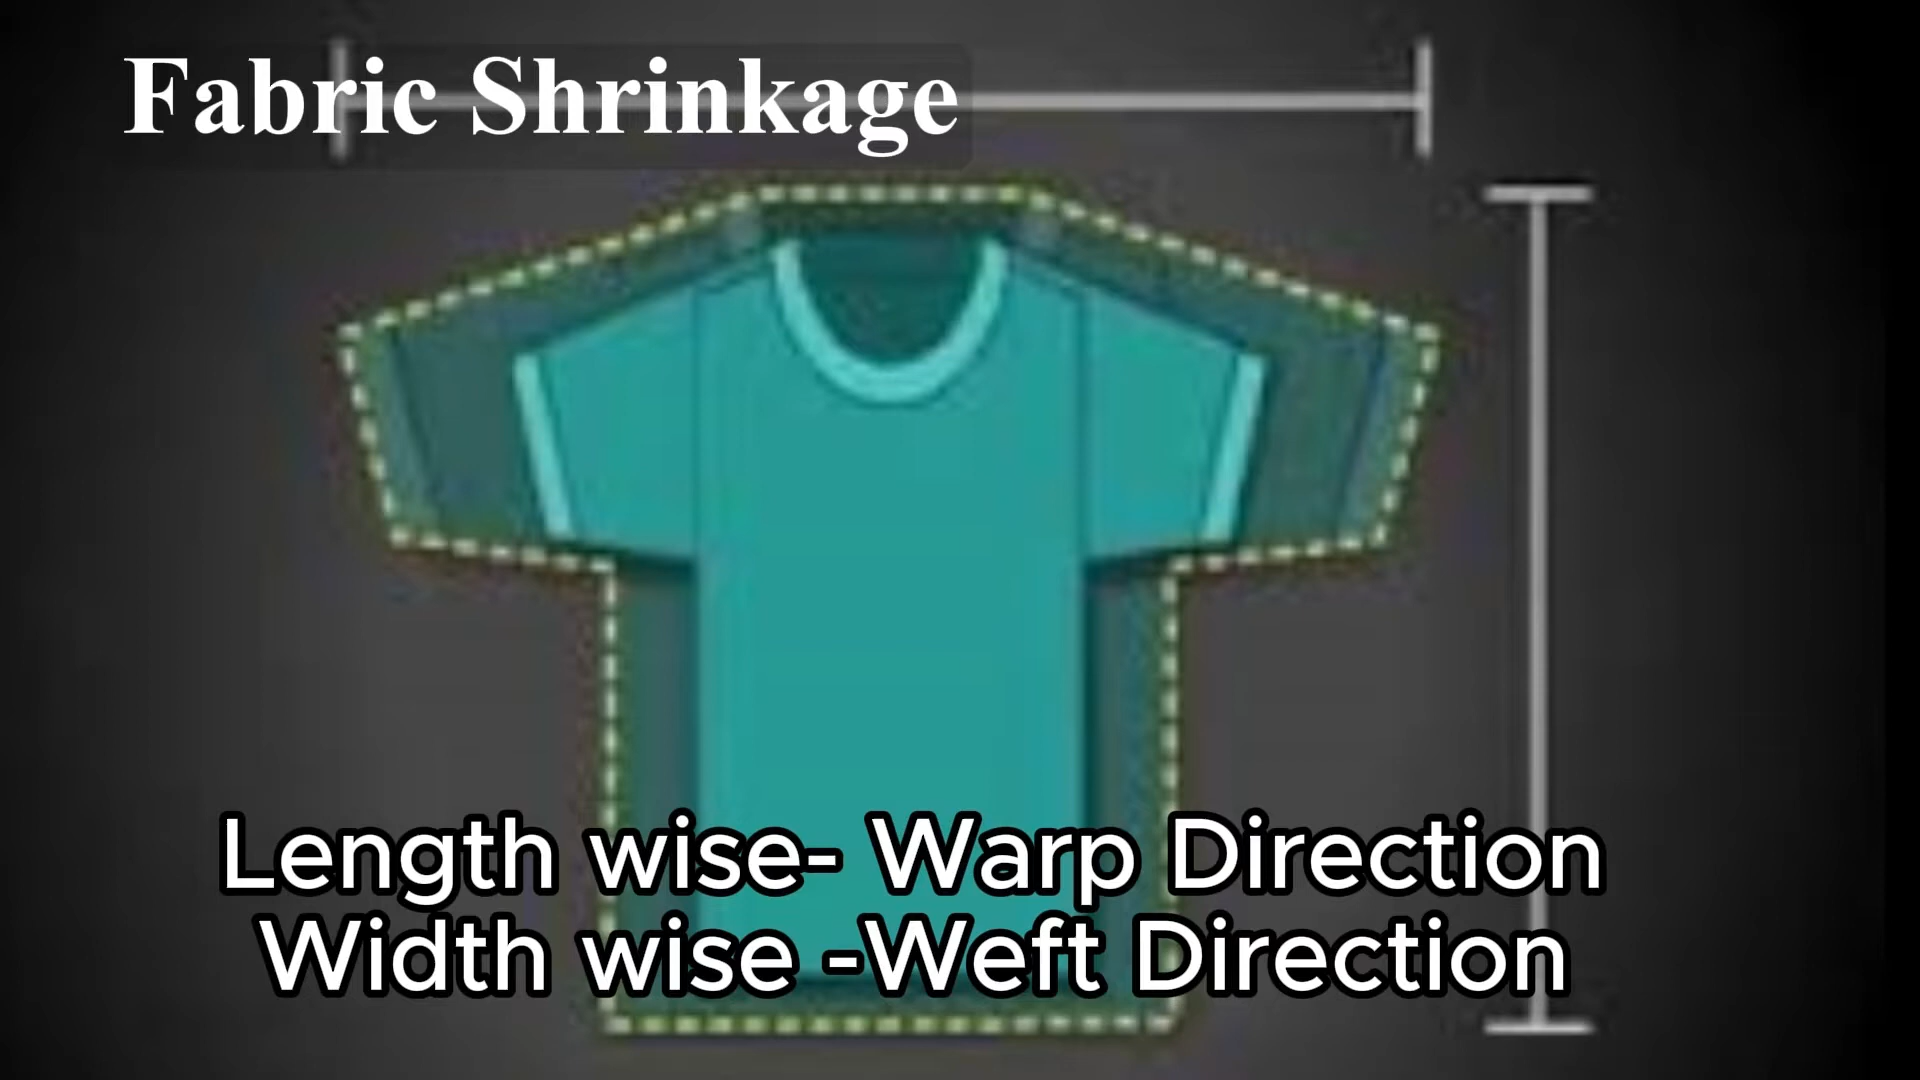 Fabric Shrinkage
Length wise- Warp Direction
Width wise -Weft Direction